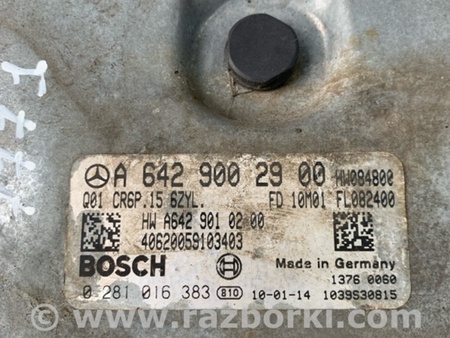 A 642 900 29 00 HW084800
Q01 CR6P.15 6ZYL. FD 10M01 FL082400
HW A642 901 02 00
40620059103403
BOSCH
Made in Germany
1376 0060
0 281 016 383 810 10-01-14 1039S30815
© www.razborki.com